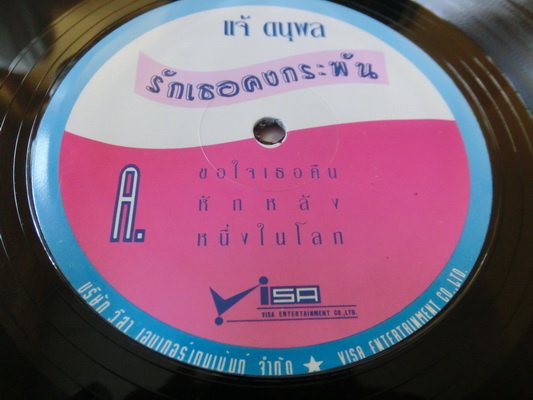 แจ้ ดนุพล
รักเธอคงกระพัน
A.
ขอใจเธอคืน
หักหลัง
หนึ่งในโลก
VISA
VISA ENTERTAINMENT CO.,LTD.
บริษัท วีซ่า เอนเทอร์เทนเม้นท์ จำกัด ★ VISA ENTERTAINMENT CO.,LTD.